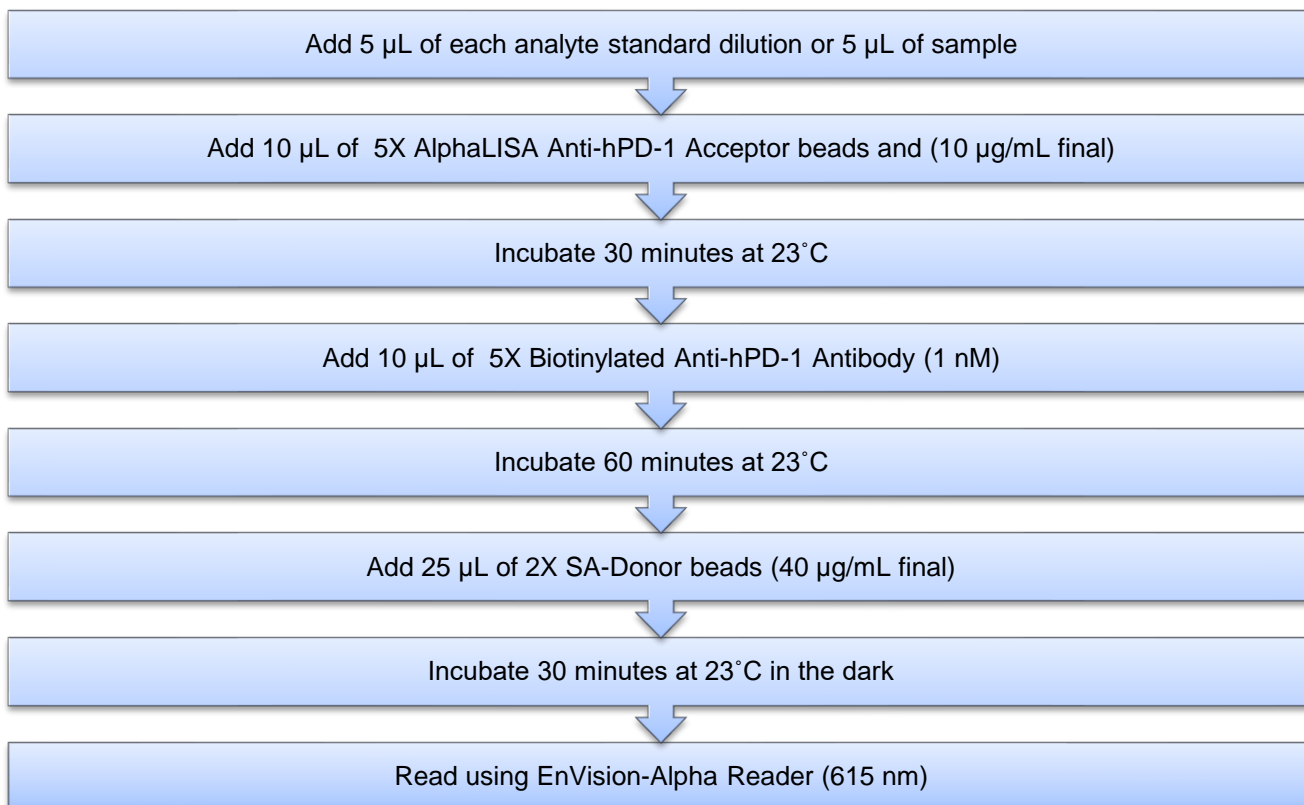 Add 5 µL of each analyte standard dilution or 5 µL of sample
Add 10 µL of  5X AlphaLISA Anti-hPD-1 Acceptor beads and (10 µg/mL final)
Incubate 30 minutes at 23˚C
Add 10 µL of  5X Biotinylated Anti-hPD-1 Antibody (1 nM)
Incubate 60 minutes at 23˚C
Add 25 µL of 2X SA-Donor beads (40 µg/mL final)
Incubate 30 minutes at 23˚C in the dark
Read using EnVision-Alpha Reader (615 nm)